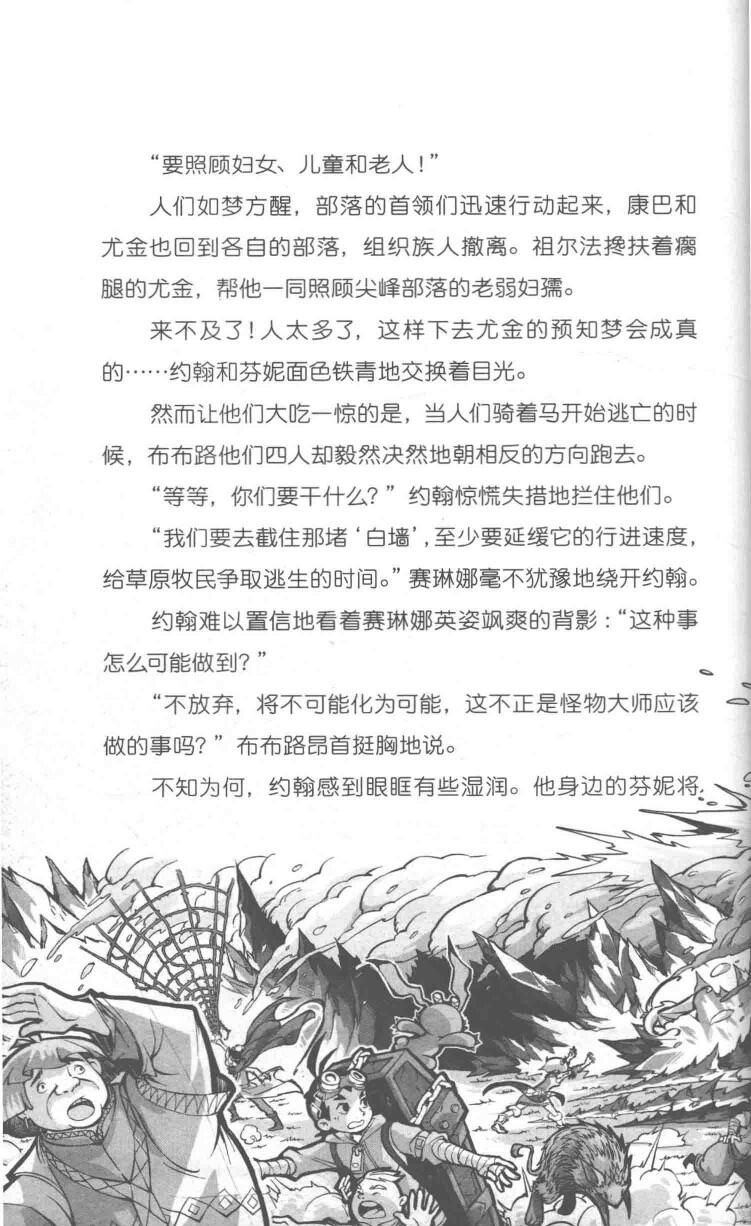 “要照顾妇女、儿童和老人！”
人们如梦方醒，部落的首领们迅速行动起来，康巴和
尤金也回到各自的部落，组织族人撤离。祖尔法搀扶着瘸
腿的尤金，帮他一同照顾尖峰部落的老弱妇孺。
来不及了！人太多了，这样下去尤金的预知梦会成真
的……约翰和芬妮面色铁青地交换着目光。
然而让他们大吃一惊的是，当人们骑着马开始逃亡的时
候，布布路他们四人却毅然决然地朝相反的方向跑去。
“等等，你们要干什么？”约翰惊慌失措地拦住他们。
“我们要去截住那堵‘白墙’，至少要延缓它的行进速度，
给草原牧民争取逃生的时间。”赛琳娜毫不犹豫地绕开约翰。
约翰难以置信地看着赛琳娜英姿飒爽的背影：“这种事
怎么可能做到？”
“不放弃，将不可能化为可能，这不正是怪物大师应该
做的事吗？”布布路昂首挺胸地说。
不知为何，约翰感到眼眶有些湿润。他身边的芬妮将